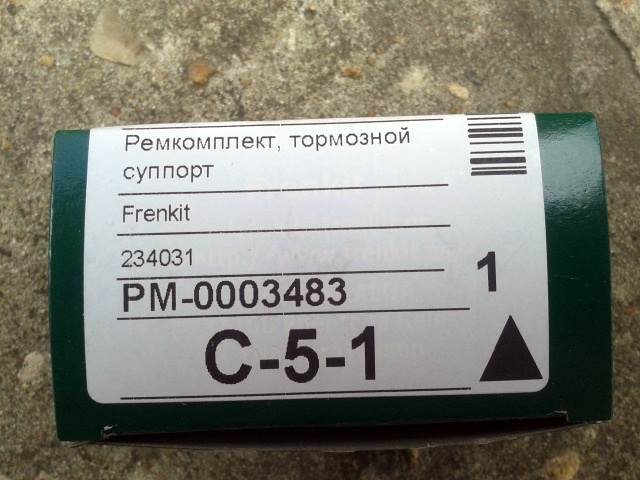 Ремкомплект, тормозной
суппорт
Frenkit
234031
PM-0003483
1
C-5-1